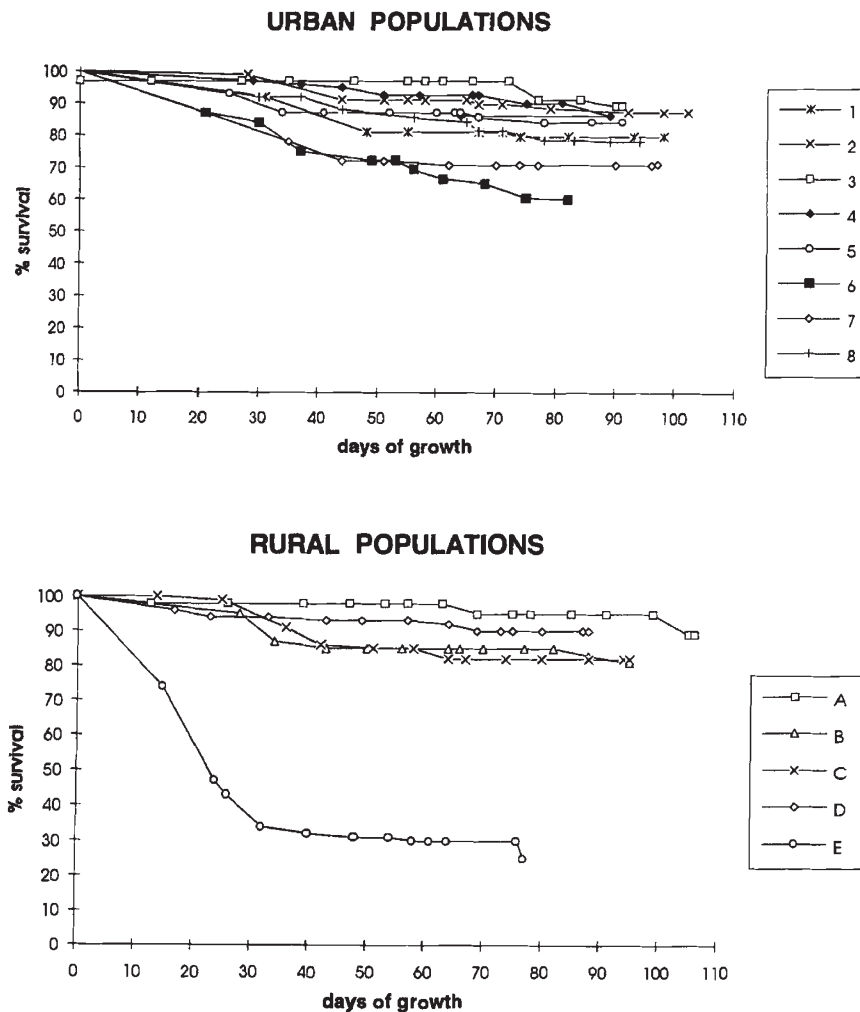 URBAN POPULATIONS
100
90
80
70
60
50
40
30
20
10
0
% survival
0 10 20 30 40 50 60 70 80 90 100 110
days of growth
1
2
3
4
5
6
7
8
RURAL POPULATIONS
100
90
80
70
60
50
40
30
20
10
0
% survival
0 10 20 30 40 50 60 70 80 90 100 110
days of growth
A
B
C
D
E